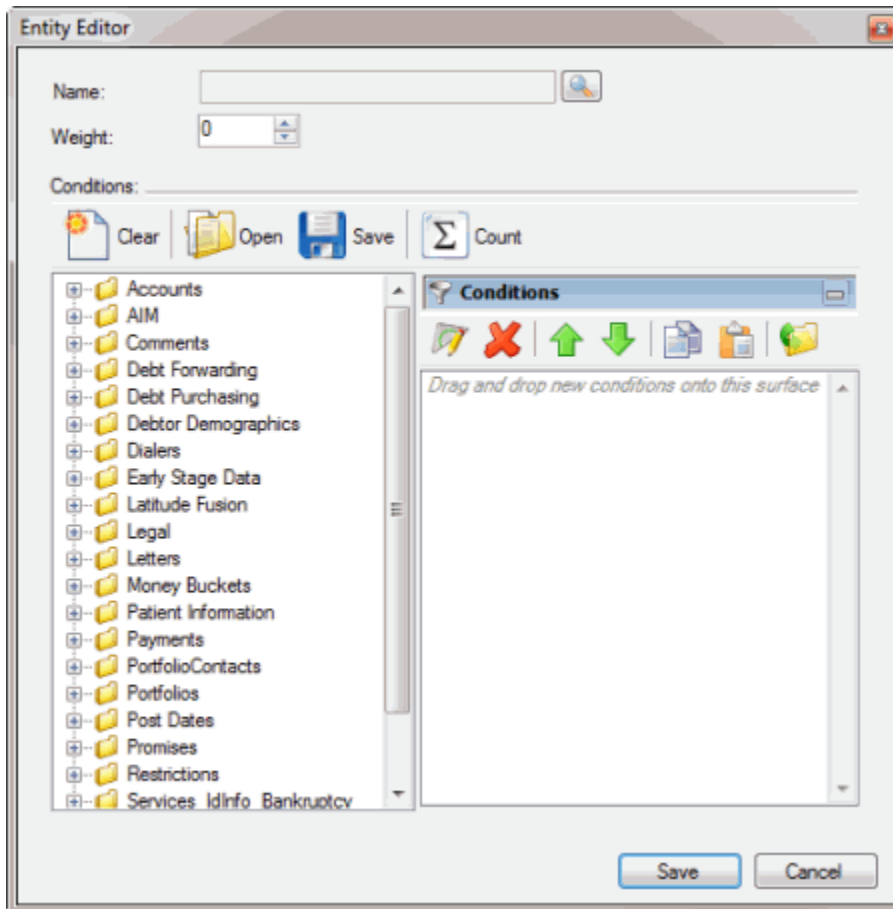 Entity Editor
Name:
Weight:
0
Conditions:
Clear Open Save Σ Count
Accounts
AIM
Comments
Debt Forwarding
Debt Purchasing
Debtor Demographics
Dialers
Early Stage Data
Latitude Fusion
Legal
Letters
Money Buckets
Patient Information
Payments
PortfolioContacts
Portfolios
Post Dates
Promises
Restrictions
Services_IdInfo_Bankruptcy
Conditions
Drag and drop new conditions onto this surface
Save Cancel